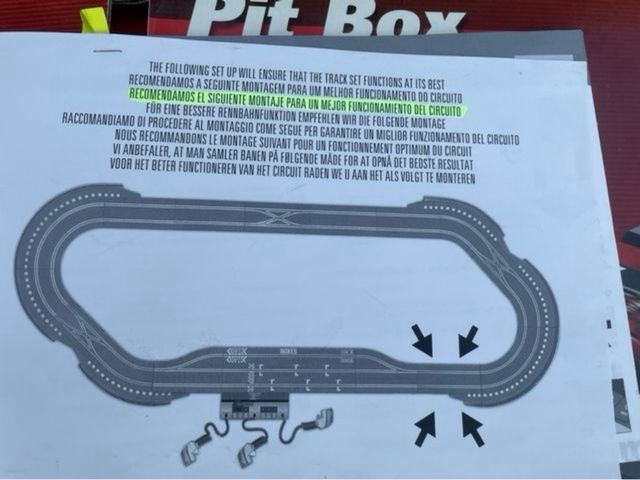 Pit Box
THE FOLLOWING SET UP WILL ENSURE THAT THE TRACK SET FUNCTIONS AT ITS BEST
RECOMENDAMOS A SEGUINTE MONTAGEM PARA UM MELHOR FUNCIONAMENTO DO CIRCUITO
RECOMENDAMOS EL SIGUIENTE MONTAJE PARA UN MEJOR FUNCIONAMIENTO DEL CIRCUITO
FÜR EINE BESSERE RENNBAHNFUNKTION EMPFEHLEN WIR DIE FOLGENDE MONTAGE
RACCOMANDIAMO DI PROCEDERE AL MONTAGGIO COME SEGUE PER GARANTIRE UN MIGLIOR FUNZIONAMENTO DEL CIRCUITO
NOUS RECOMMANDONS LE MONTAGE SUIVANT POUR UN FONCTIONNEMENT OPTIMUM DU CIRCUIT
VI ANBEFALER, AT MAN SAMLER BANEN PÅ FØLGENDE MÅDE FOR AT OPNÅ DET BEDSTE RESULTAT
VOOR HET BETER FUNCTIONEREN VAN HET CIRCUIT RADEN WE U AAN HET ALS VOLGT TE MONTEREN
BOXES